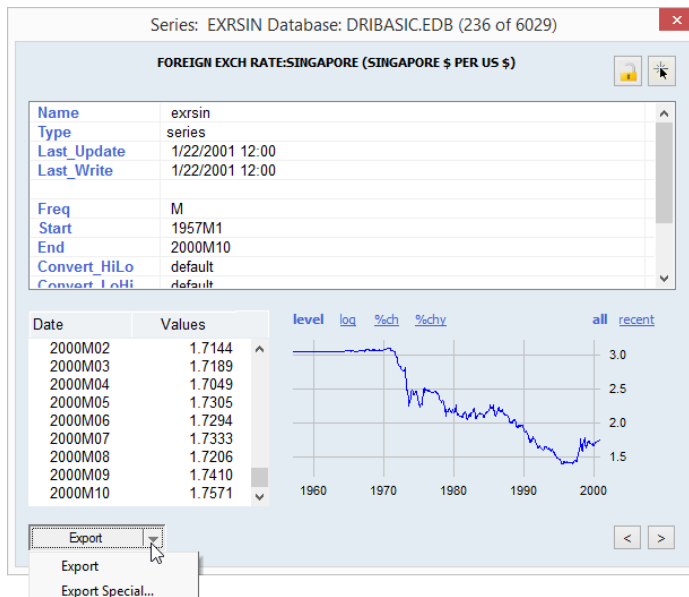 Series: EXRSIN Database: DRIBASIC.EDB (236 of 6029)
×
FOREIGN EXCH RATE:SINGAPORE (SINGAPORE $ PER US $)
Name exrsin
Type series
Last_Update 1/22/2001 12:00
Last_Write 1/22/2001 12:00
Freq M
Start 1957M1
End 2000M10
Convert_HiLo default
Convert_LoHi default
Date Values
2000M02 1.7144
2000M03 1.7189
2000M04 1.7049
2000M05 1.7305
2000M06 1.7294
2000M07 1.7333
2000M08 1.7206
2000M09 1.7410
2000M10 1.7571
level log %ch %chy all recent
3.0
2.5
2.0
1.5
1960 1970 1980 1990 2000
Export
< >
Export
Export Special...